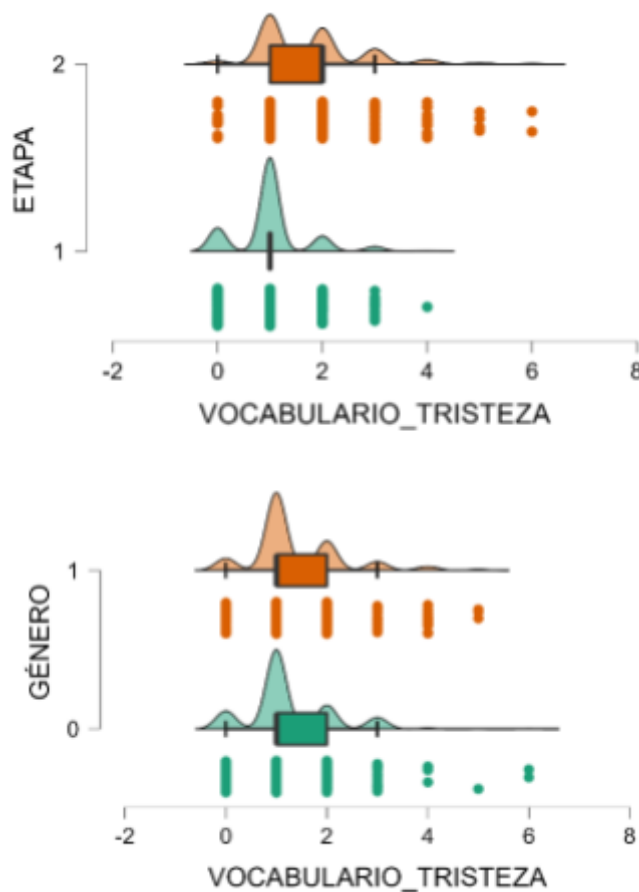 2
ETAPA
1
-2 0 2 4 6 8
VOCABULARIO_TRISTEZA
1
GÉNERO
0
-2 0 2 4 6 8
VOCABULARIO_TRISTEZA